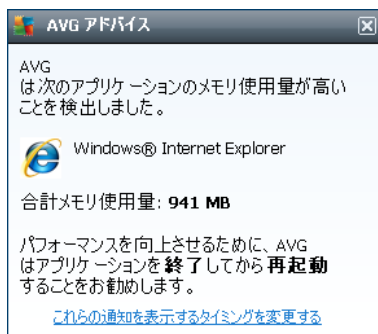 AVG アドバイス
AVG
は次のアプリケーションのメモリ使用量が高い
ことを検出しました。
Windows® Internet Explorer
合計メモリ使用量: 941 MB
パフォーマンスを向上させるために、AVG
はアプリケーションを終了してから再起動
することをお勧めします。
これらの通知を表示するタイミングを変更する